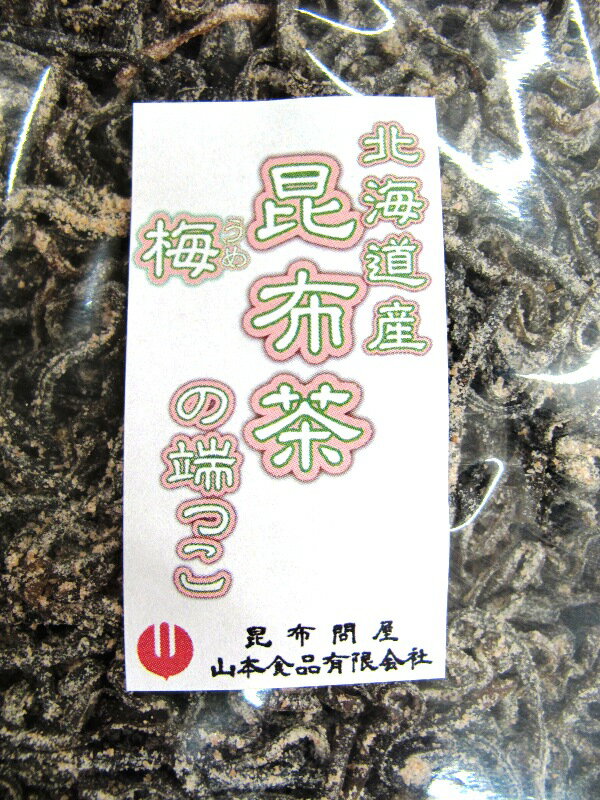 北海道産
昆布茶
梅
うめ
の端っこ
昆布問屋
山本食品有限会社